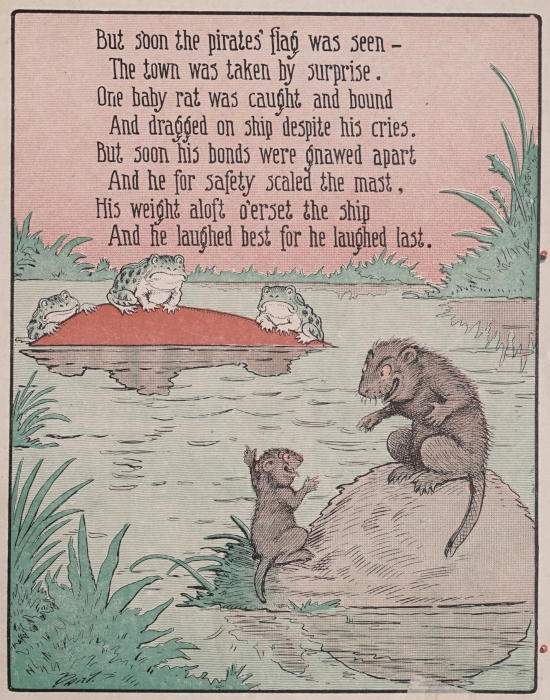 But soon the pirates' flag was seen –
The town was taken by surprise.
One baby rat was caught and bound
And dragged on ship despite his cries.
But soon his bonds were gnawed apart
And he for safety scaled the mast,
His weight aloft o'erset the ship
And he laughed best for he laughed last.